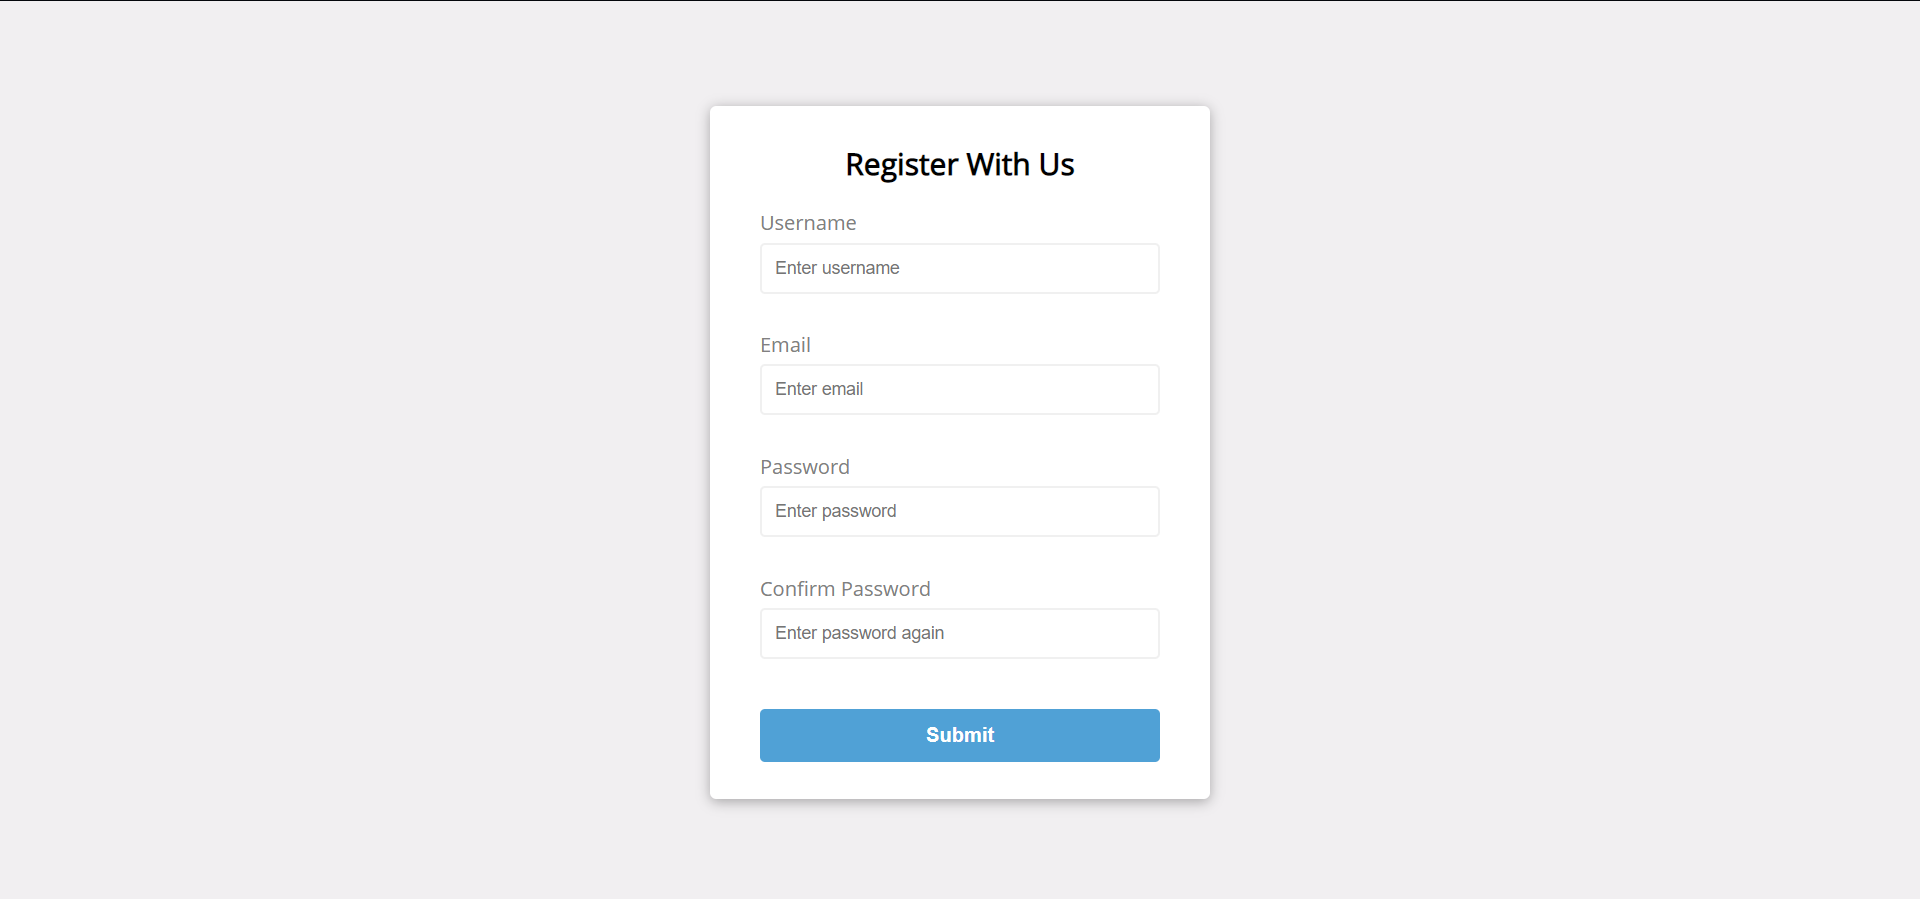 Register With Us
Username
Enter username
Email
Enter email
Password
Enter password
Confirm Password
Enter password again
Submit